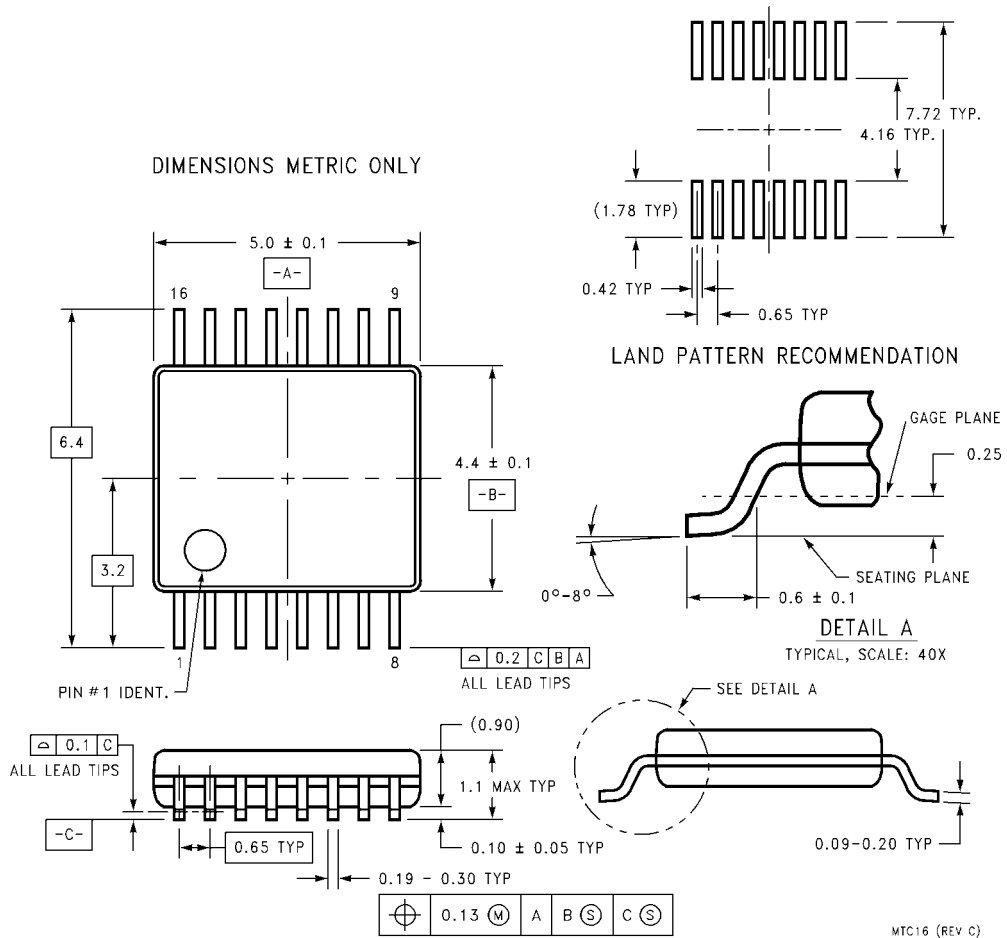 7.72 TYP.
4.16 TYP.
(1.78 TYP)
0.42 TYP
0.65 TYP
LAND PATTERN RECOMMENDATION
DIMENSIONS METRIC ONLY
5.0 ± 0.1
-A-
16
9
6.4
3.2
4.4 ± 0.1
-B-
1
8
PIN #1 IDENT.
⌓ 0.2 C B A
ALL LEAD TIPS
GAGE PLANE
0.25
SEATING PLANE
0°-8°
0.6 ± 0.1
DETAIL A
TYPICAL, SCALE: 40X
SEE DETAIL A
0.09-0.20 TYP
⌓ 0.1 C
ALL LEAD TIPS
-C-
(0.90)
1.1 MAX TYP
0.65 TYP
0.10 ± 0.05 TYP
0.19 - 0.30 TYP
⌖ 0.13 Ⓜ A B Ⓢ C Ⓢ
MTC16 (REV C)